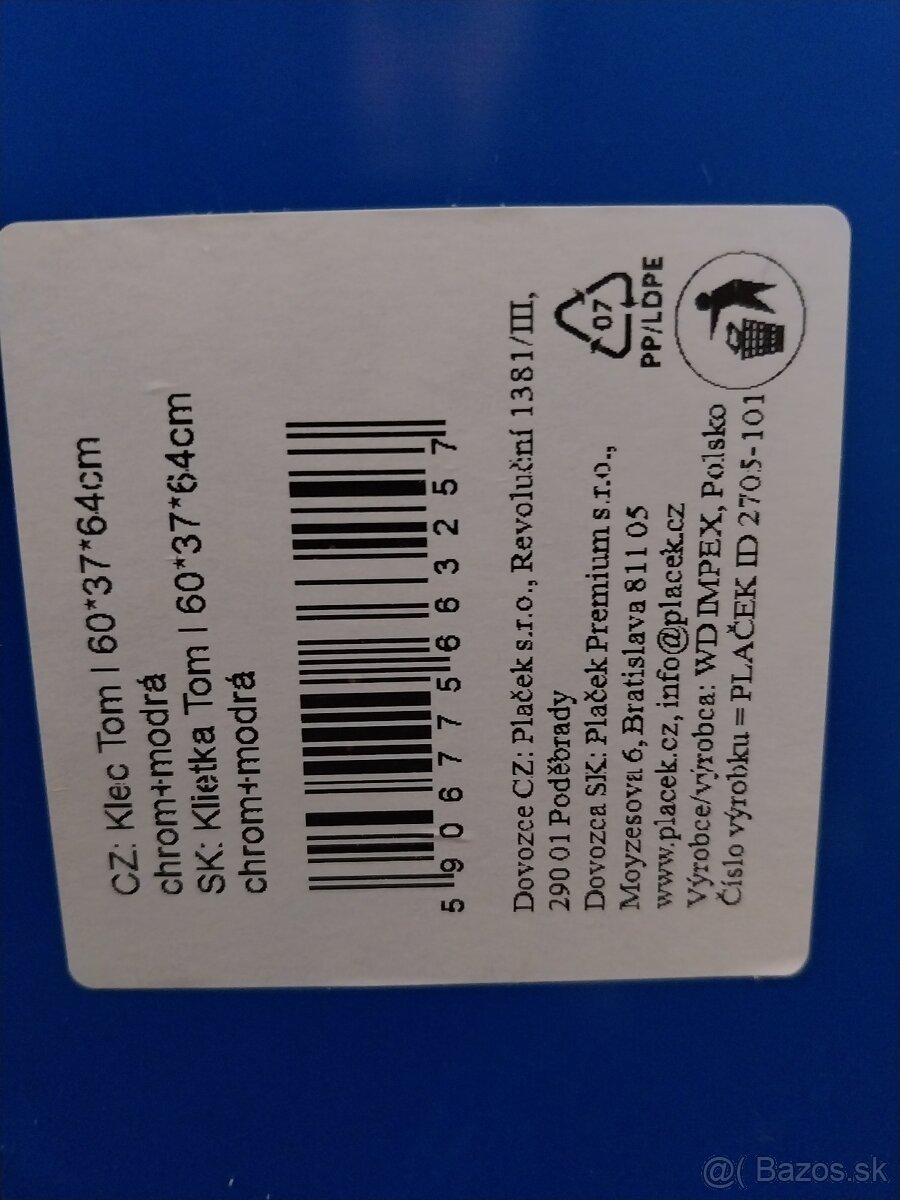 CZ: Klec Tom I 60*37*64cm
chrom+modrá
SK: Klietka Tom I 60*37*64cm
chrom+modrá
5 906775 663257
Dovozce CZ: Plaček s.r.o., Revoluční 1381/III,
290 01 Poděbrady
Dovozca SK: Plaček Premium s.r.o.,
Moyzesova 6, Bratislava 811 05
www.placek.cz, info@placek.cz
Výrobce/výrobca: WD IMPEX, Polsko
Číslo výrobku = PLAČEK ID 2705-101
07
PP/LDPE
@( Bazos.sk